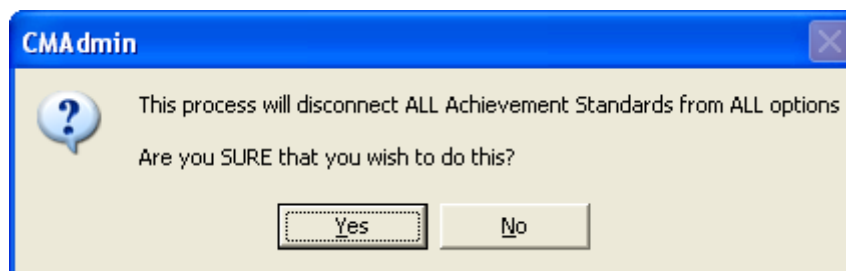 CMAdmin
This process will disconnect ALL Achievement Standards from ALL options
Are you SURE that you wish to do this?
Yes
No